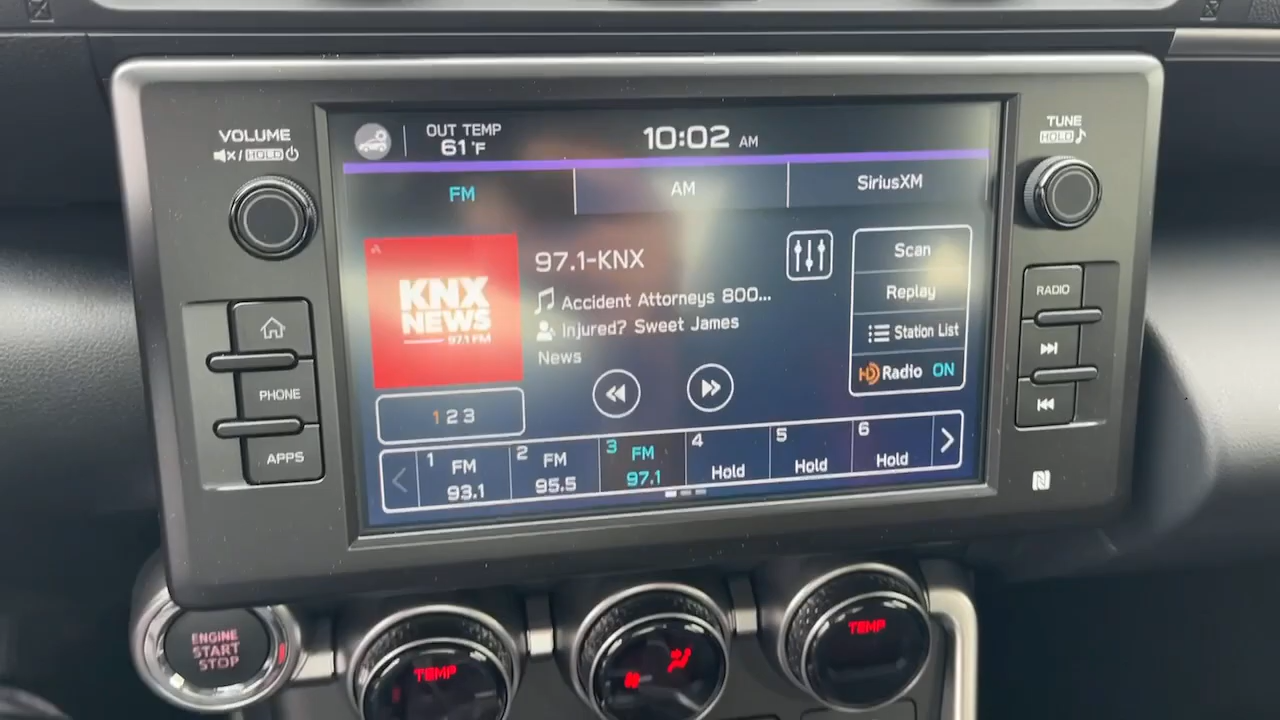 VOLUME
/HOLD
OUT TEMP
61°F
10:02 AM
TUNE
HOLD
FM
AM
SiriusXM
KNX
NEWS
97.1 FM
97.1-KNX
Accident Attorneys 800...
Injured? Sweet James
News
Scan
Replay
Station List
HD Radio ON
RADIO
PHONE
APPS
1 2 3
1 FM 93.1
2 FM 95.5
3 FM 97.1
4 Hold
5 Hold
6 Hold
ENGINE
START
STOP
TEMP
TEMP